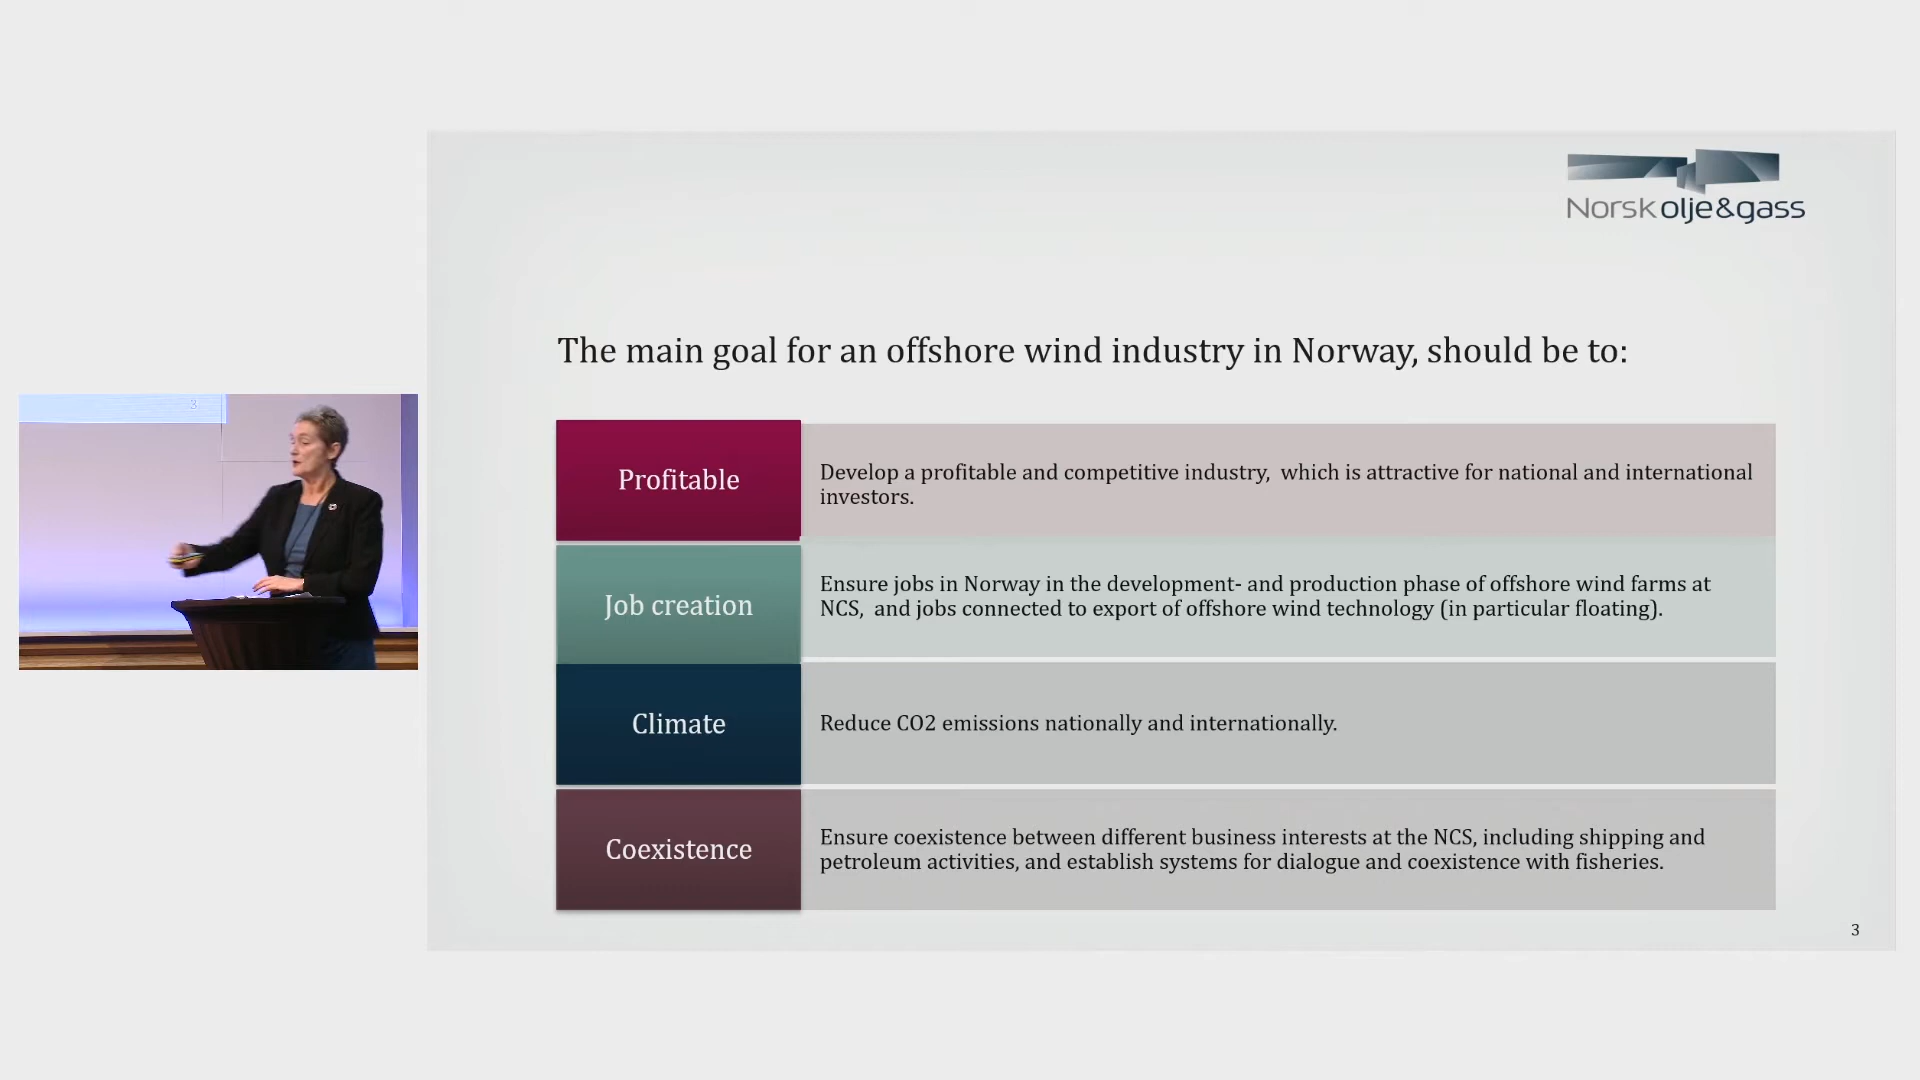 Norsk olje&gass
The main goal for an offshore wind industry in Norway, should be to:
Profitable
Develop a profitable and competitive industry,  which is attractive for national and international
investors.
Job creation
Ensure jobs in Norway in the development- and production phase of offshore wind farms at
NCS,  and jobs connected to export of offshore wind technology (in particular floating).
Climate
Reduce CO2 emissions nationally and internationally.
Coexistence
Ensure coexistence between different business interests at the NCS, including shipping and
petroleum activities, and establish systems for dialogue and coexistence with fisheries.
3
3